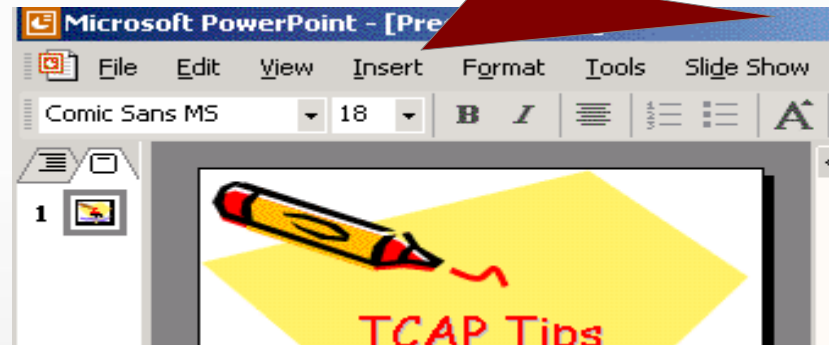 Microsoft PowerPoint - [Pre
File Edit View Insert Format Tools Slide Show
Comic Sans MS 18 B I A
1
TCAP Tips